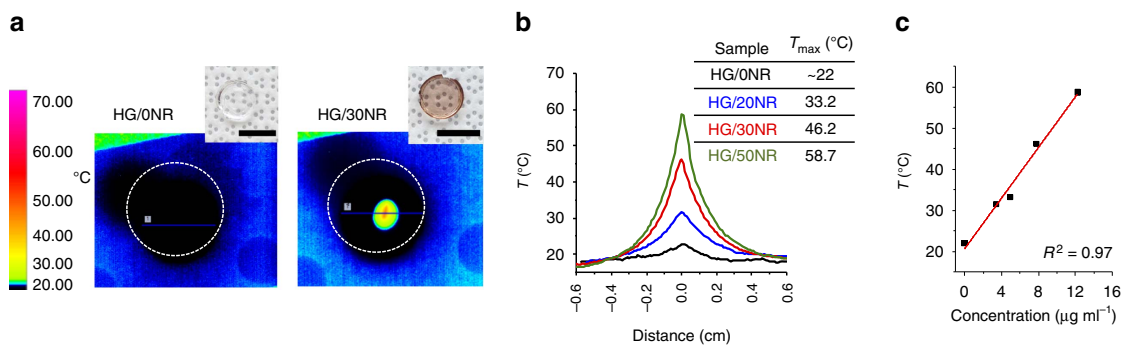 a
HG/0NR
HG/30NR
°C
70.00
60.00
50.00
40.00
30.00
20.00
b
Sample Tmax (°C)
HG/0NR ~22
HG/20NR 33.2
HG/30NR 46.2
HG/50NR 58.7
T (°C)
70
60
50
40
30
20
−0.6 −0.4 −0.2 0.0 0.2 0.4 0.6
Distance (cm)
c
T (°C)
60
50
40
30
20
R² = 0.97
0 4 8 12 16
Concentration (µg ml⁻¹)